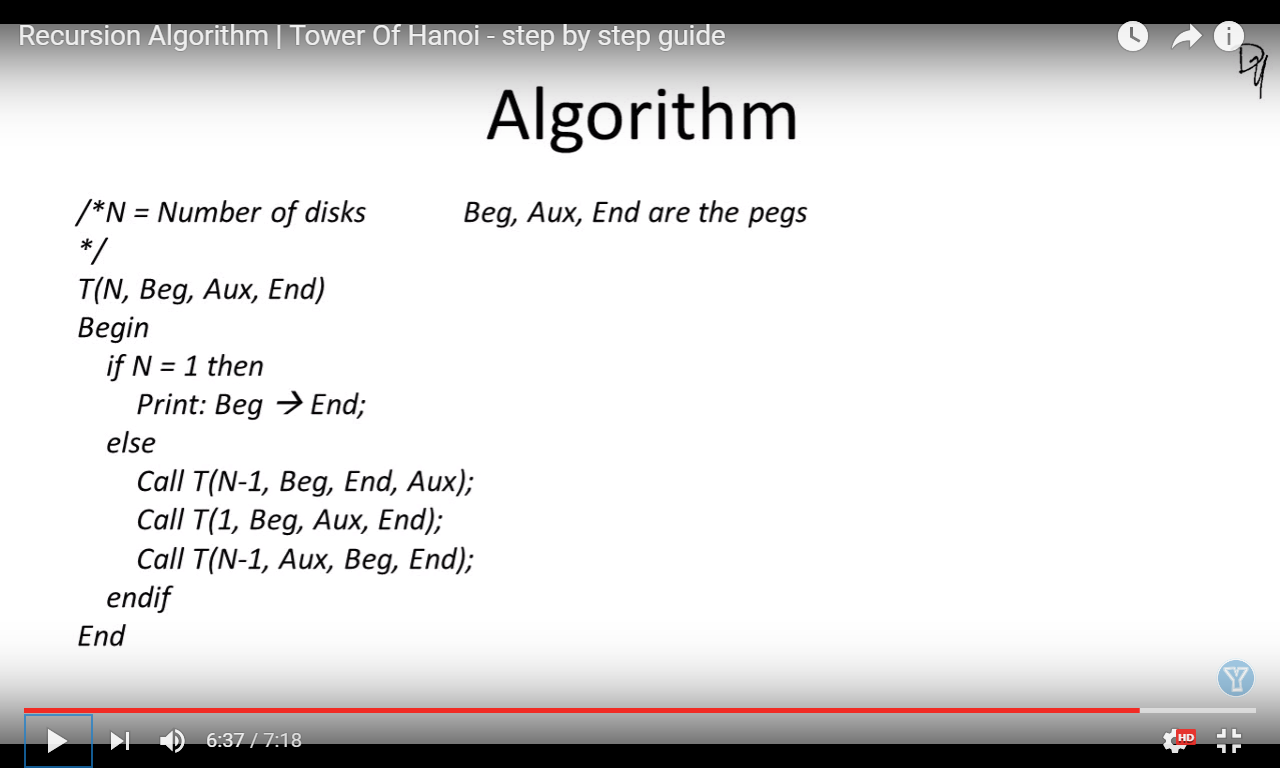 Recursion Algorithm | Tower Of Hanoi - step by step guide
Algorithm
/*N = Number of disks Beg, Aux, End are the pegs
*/
T(N, Beg, Aux, End)
Begin
if N = 1 then
Print: Beg → End;
else
Call T(N-1, Beg, End, Aux);
Call T(1, Beg, Aux, End);
Call T(N-1, Aux, Beg, End);
endif
End
Y
6:37 / 7:18
HD